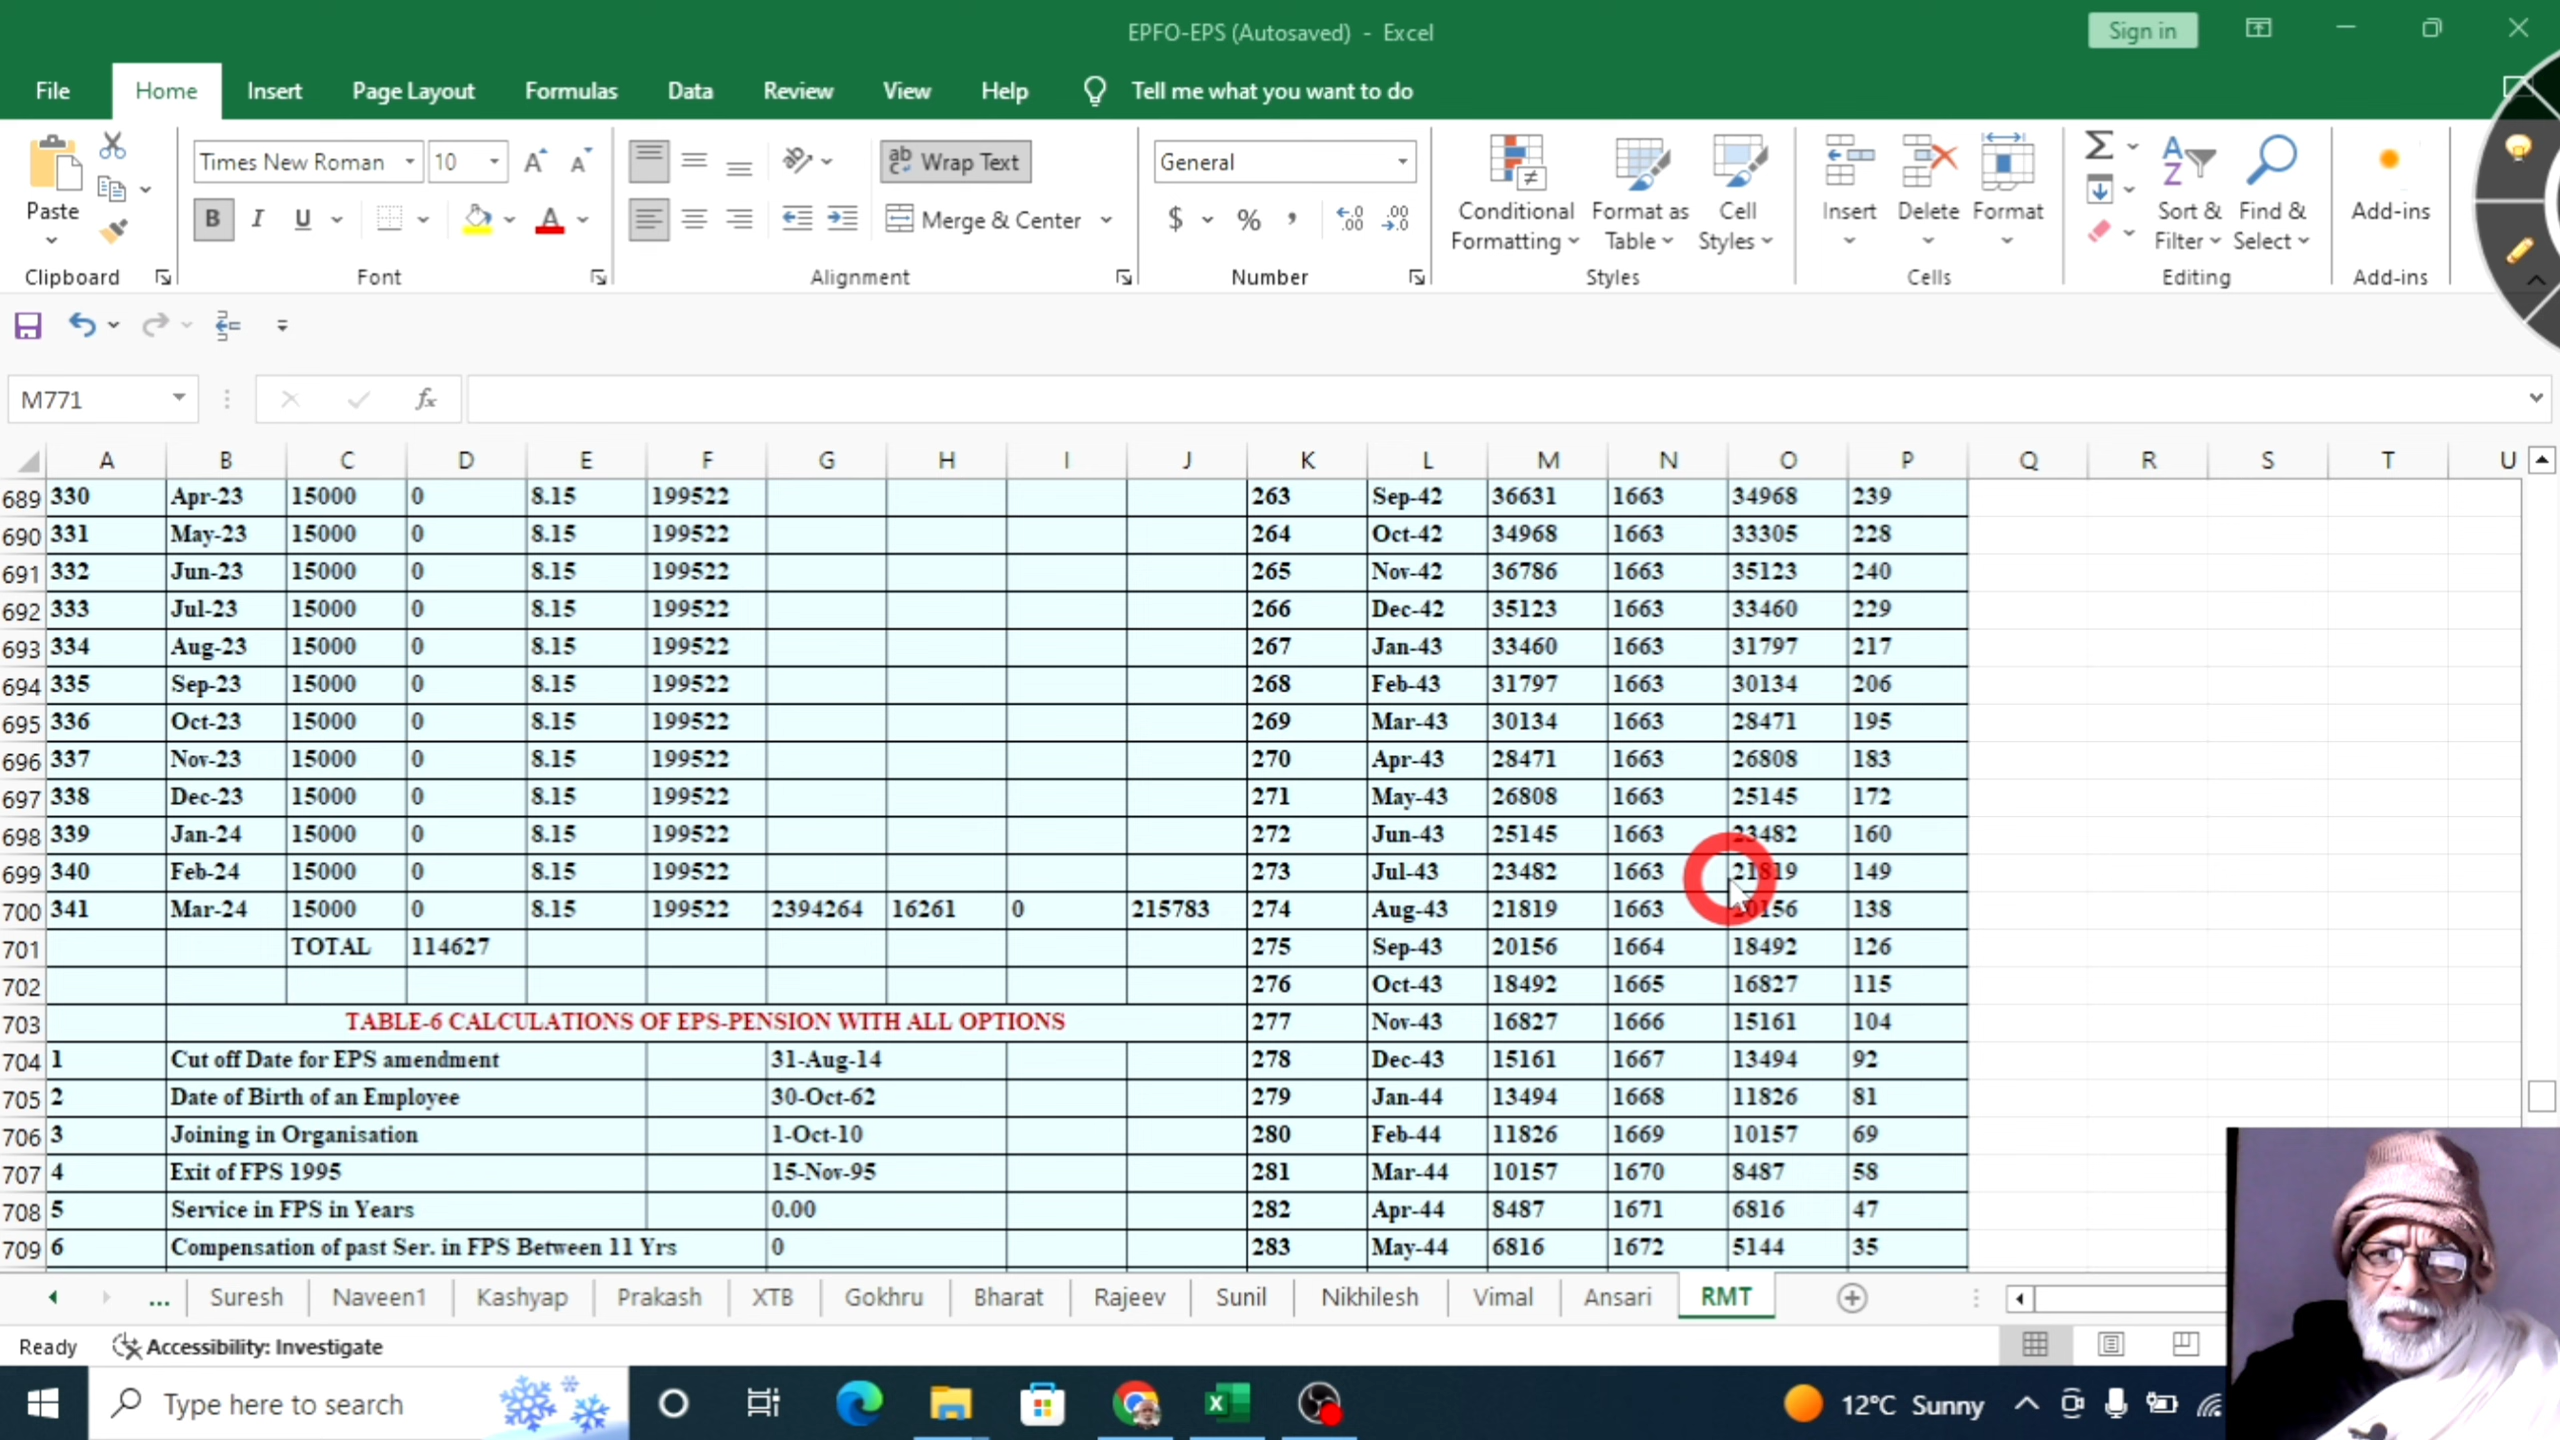 EPFO-EPS (Autosaved) - Excel
Sign in
File Home Insert Page Layout Formulas Data Review View Help Tell me what you want to do
Times New Roman 10 Wrap Text General
Paste
B I U Merge & Center $ % , Conditional Formatting Format as Table Cell Styles Insert Delete Format Sort & Filter Find & Select Add-ins
Clipboard Font Alignment Number Styles Cells Editing Add-ins
M771 fx
A B C D E F G H I J K L M N O P Q R S T U
689 330 Apr-23 15000 0 8.15 199522 263 Sep-42 36631 1663 34968 239
690 331 May-23 15000 0 8.15 199522 264 Oct-42 34968 1663 33305 228
691 332 Jun-23 15000 0 8.15 199522 265 Nov-42 36786 1663 35123 240
692 333 Jul-23 15000 0 8.15 199522 266 Dec-42 35123 1663 33460 229
693 334 Aug-23 15000 0 8.15 199522 267 Jan-43 33460 1663 31797 217
694 335 Sep-23 15000 0 8.15 199522 268 Feb-43 31797 1663 30134 206
695 336 Oct-23 15000 0 8.15 199522 269 Mar-43 30134 1663 28471 195
696 337 Nov-23 15000 0 8.15 199522 270 Apr-43 28471 1663 26808 183
697 338 Dec-23 15000 0 8.15 199522 271 May-43 26808 1663 25145 172
698 339 Jan-24 15000 0 8.15 199522 272 Jun-43 25145 1663 23482 160
699 340 Feb-24 15000 0 8.15 199522 273 Jul-43 23482 1663 21819 149
700 341 Mar-24 15000 0 8.15 199522 2394264 16261 0 215783 274 Aug-43 21819 1663 20156 138
701 TOTAL 114627 275 Sep-43 20156 1664 18492 126
702 276 Oct-43 18492 1665 16827 115
703 TABLE-6 CALCULATIONS OF EPS-PENSION WITH ALL OPTIONS 277 Nov-43 16827 1666 15161 104
704 1 Cut off Date for EPS amendment 31-Aug-14 278 Dec-43 15161 1667 13494 92
705 2 Date of Birth of an Employee 30-Oct-62 279 Jan-44 13494 1668 11826 81
706 3 Joining in Organisation 1-Oct-10 280 Feb-44 11826 1669 10157 69
707 4 Exit of FPS 1995 15-Nov-95 281 Mar-44 10157 1670 8487 58
708 5 Service in FPS in Years 0.00 282 Apr-44 8487 1671 6816 47
709 6 Compensation of past Ser. in FPS Between 11 Yrs 0 283 May-44 6816 1672 5144 35
... Suresh Naveen1 Kashyap Prakash XTB Gokhru Bharat Rajeev Sunil Nikhilesh Vimal Ansari RMT
Ready Accessibility: Investigate
Type here to search 12°C Sunny